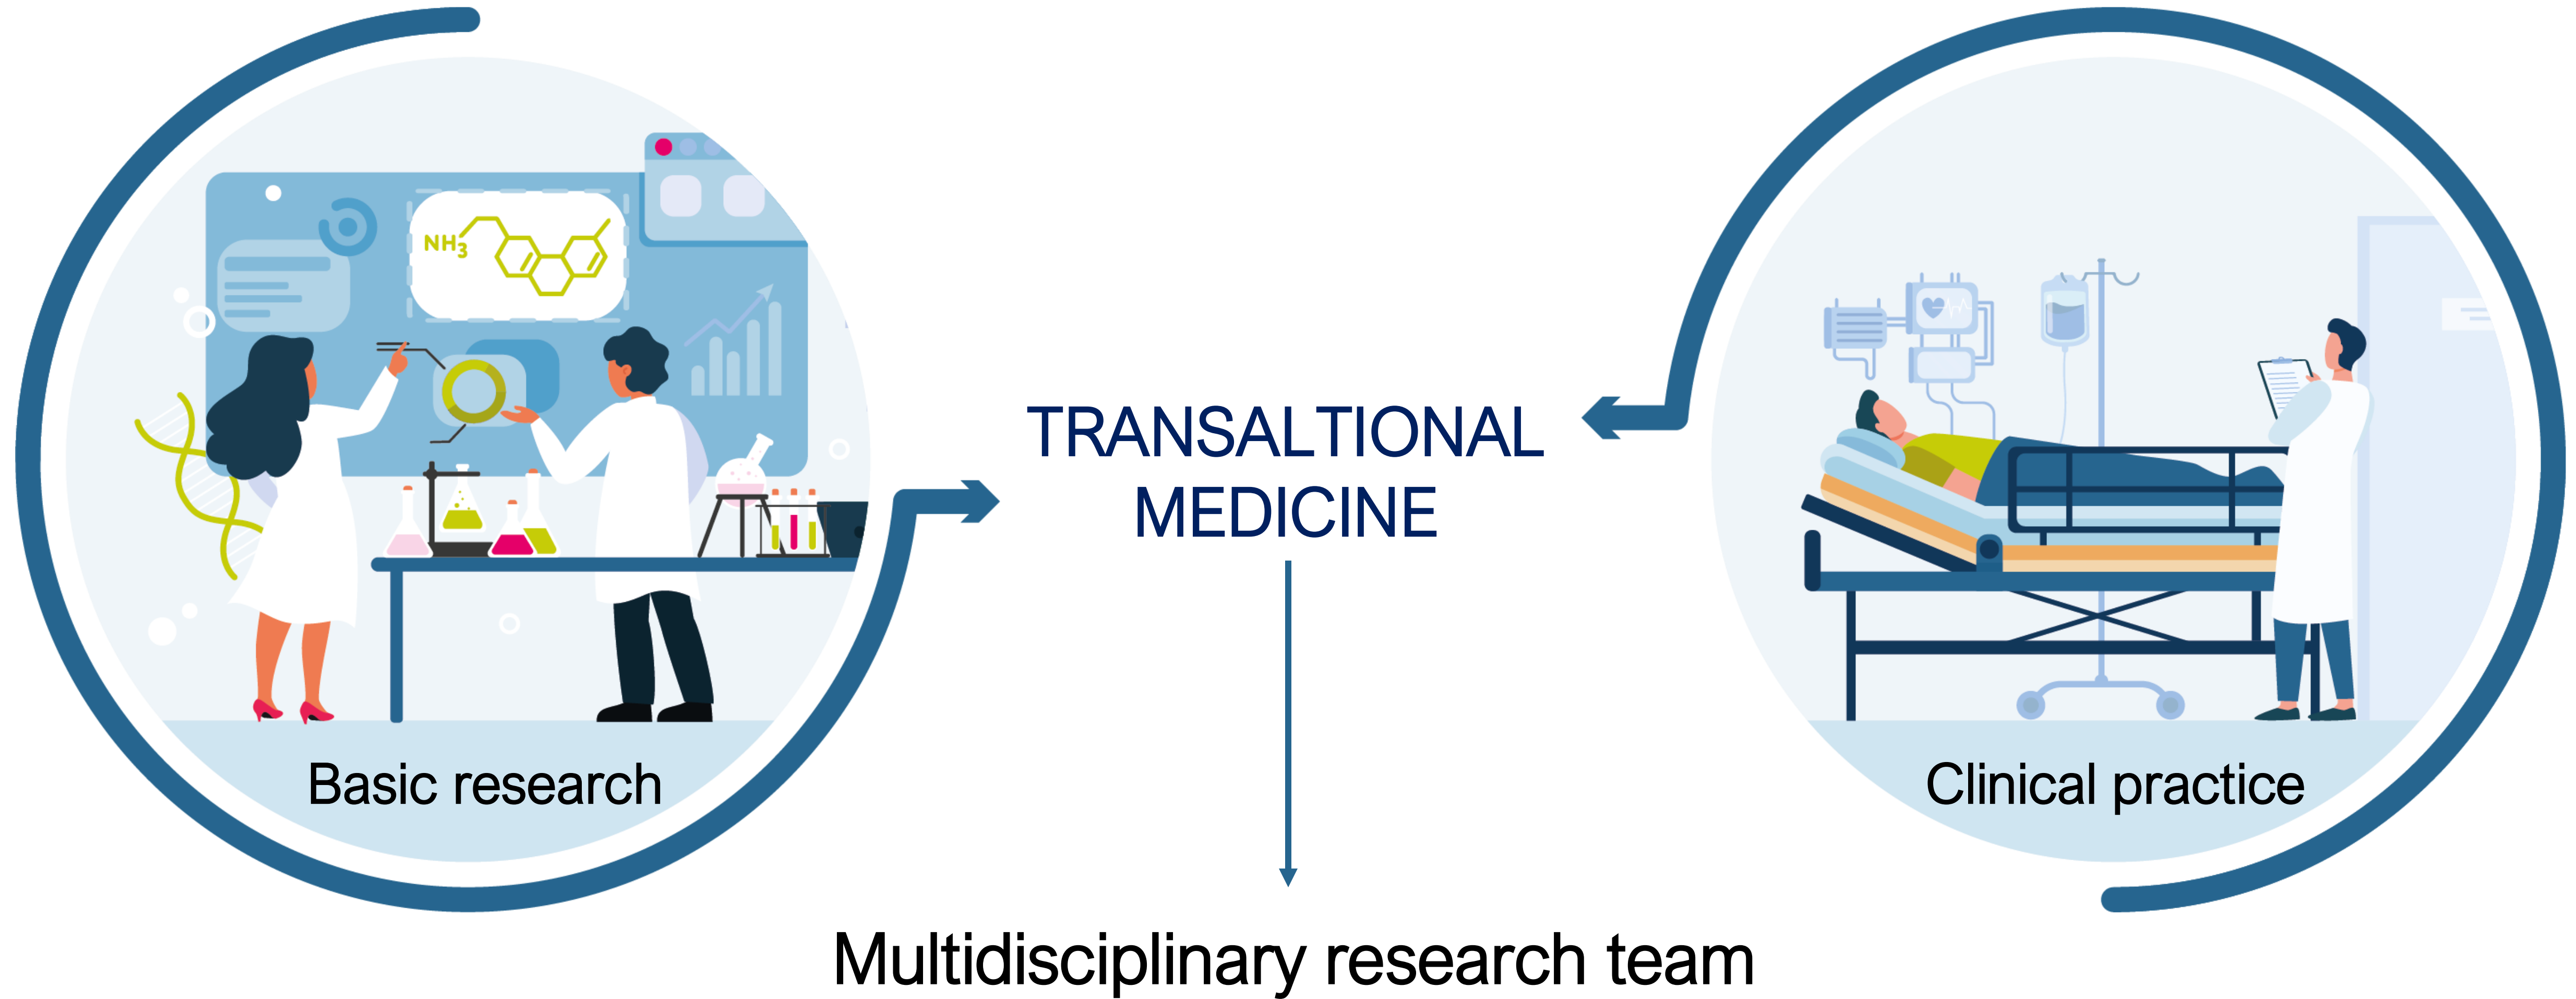 NH3
TRANSALTIONAL
MEDICINE
Basic research
Clinical practice
Multidisciplinary research team